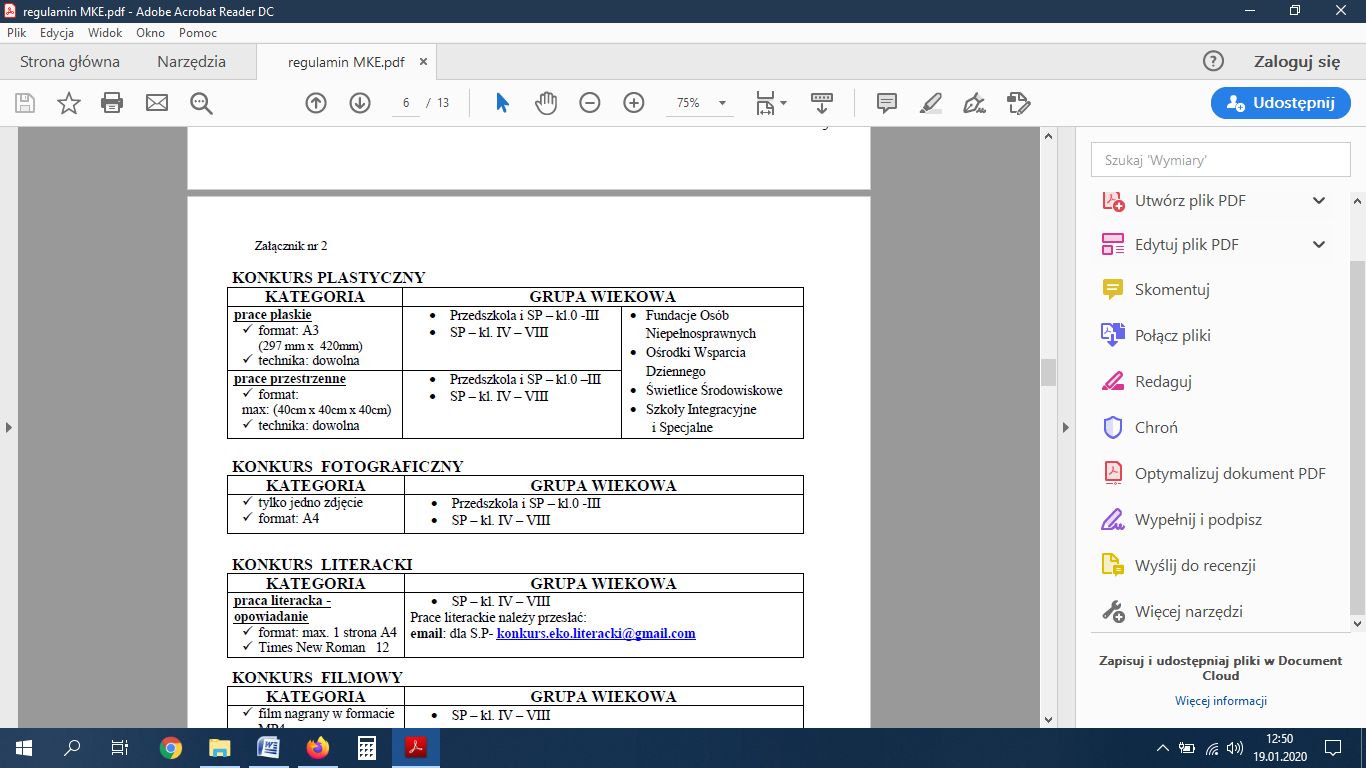 regulamin MKE.pdf - Adobe Acrobat Reader DC
Plik Edycja Widok Okno Pomoc
Strona główna Narzędzia regulamin MKE.pdf × Zaloguj się
6 / 13 75% Udostępnij
Załącznik nr 2
KONKURS PLASTYCZNY
KATEGORIA GRUPA WIEKOWA
prace płaskie
✓ format: A3
(297 mm x 420mm)
✓ technika: dowolna
• Przedszkola i SP – kl.0 -III
• SP – kl. IV – VIII
prace przestrzenne
✓ format:
max: (40cm x 40cm x 40cm)
✓ technika: dowolna
• Przedszkola i SP – kl.0 –III
• SP – kl. IV – VIII
• Fundacje Osób
Niepełnosprawnych
• Ośrodki Wsparcia
Dziennego
• Świetlice Środowiskowe
• Szkoły Integracyjne
i Specjalne
KONKURS FOTOGRAFICZNY
KATEGORIA GRUPA WIEKOWA
✓ tylko jedno zdjęcie
✓ format: A4
• Przedszkola i SP – kl.0 -III
• SP – kl. IV – VIII
KONKURS LITERACKI
KATEGORIA GRUPA WIEKOWA
praca literacka -
opowiadanie
✓ format: max. 1 strona A4
✓ Times New Roman 12
• SP – kl. IV – VIII
Prace literackie należy przesłać:
email: dla S.P- konkurs.eko.literacki@gmail.com
KONKURS FILMOWY
KATEGORIA GRUPA WIEKOWA
✓ film nagrany w formacie
• SP – kl. IV – VIII
Szukaj 'Wymiary'
Utwórz plik PDF
Edytuj plik PDF
Skomentuj
Połącz pliki
Redaguj
Chroń
Optymalizuj dokument PDF
Wypełnij i podpisz
Wyślij do recenzji
Więcej narzędzi
Zapisuj i udostępniaj pliki w Document
Cloud
Więcej informacji
12:50
19.01.2020